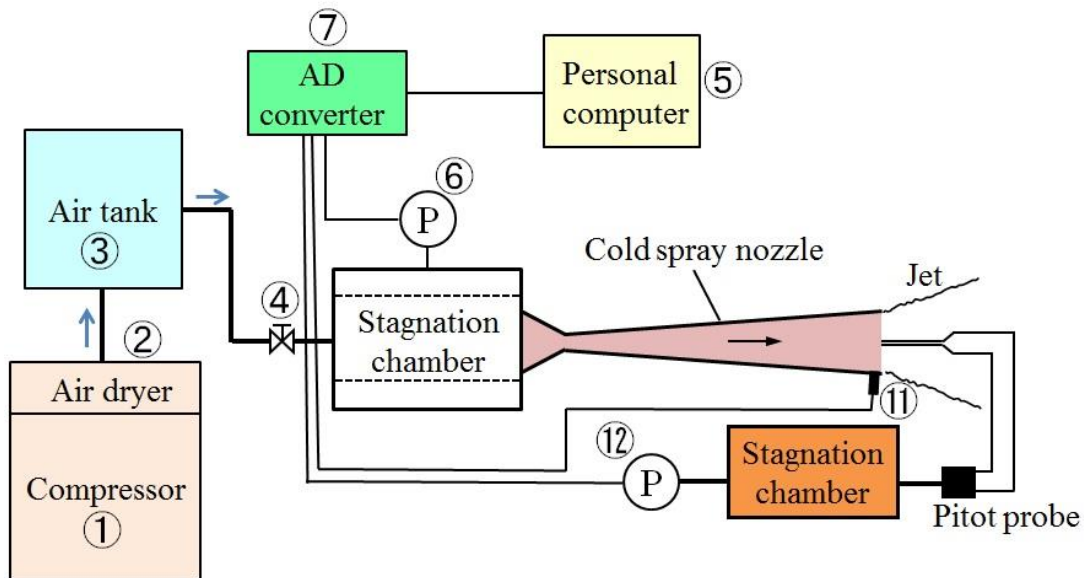 ⑦
AD
converter
Personal
computer
⑤
Air tank
③
⑥
P
Cold spray nozzle
Jet
④
Stagnation
chamber
②
Air dryer
⑪
⑫
P
Stagnation
chamber
Compressor
①
Pitot probe